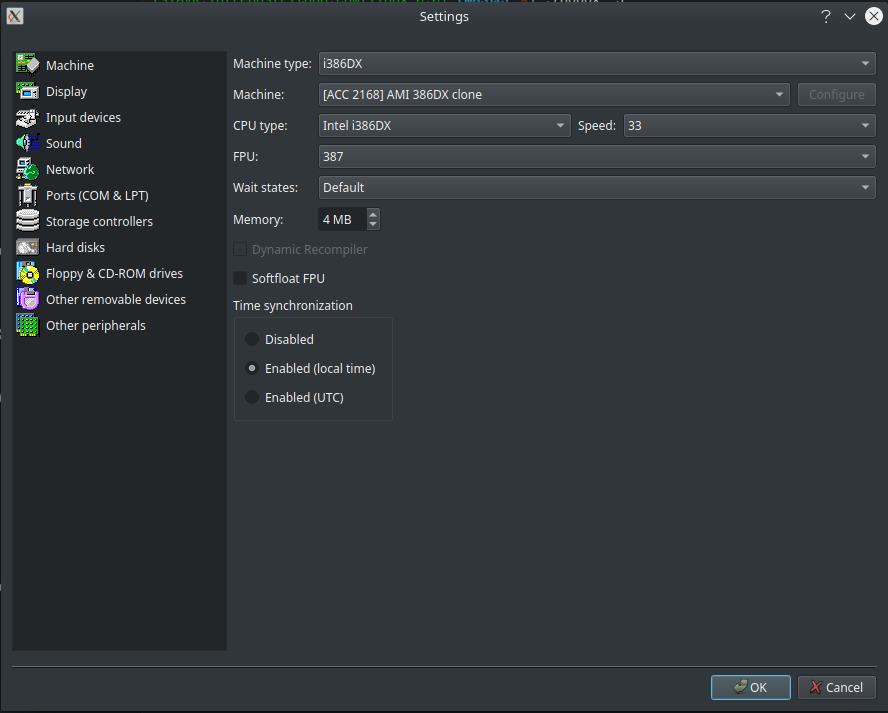 Settings
Machine
Display
Input devices
Sound
Network
Ports (COM & LPT)
Storage controllers
Hard disks
Floppy & CD-ROM drives
Other removable devices
Other peripherals
Machine type: i386DX
Machine: [ACC 2168] AMI 386DX clone Configure
CPU type: Intel i386DX Speed: 33
FPU: 387
Wait states: Default
Memory: 4 MB
Dynamic Recompiler
Softfloat FPU
Time synchronization
Disabled
Enabled (local time)
Enabled (UTC)
OK Cancel